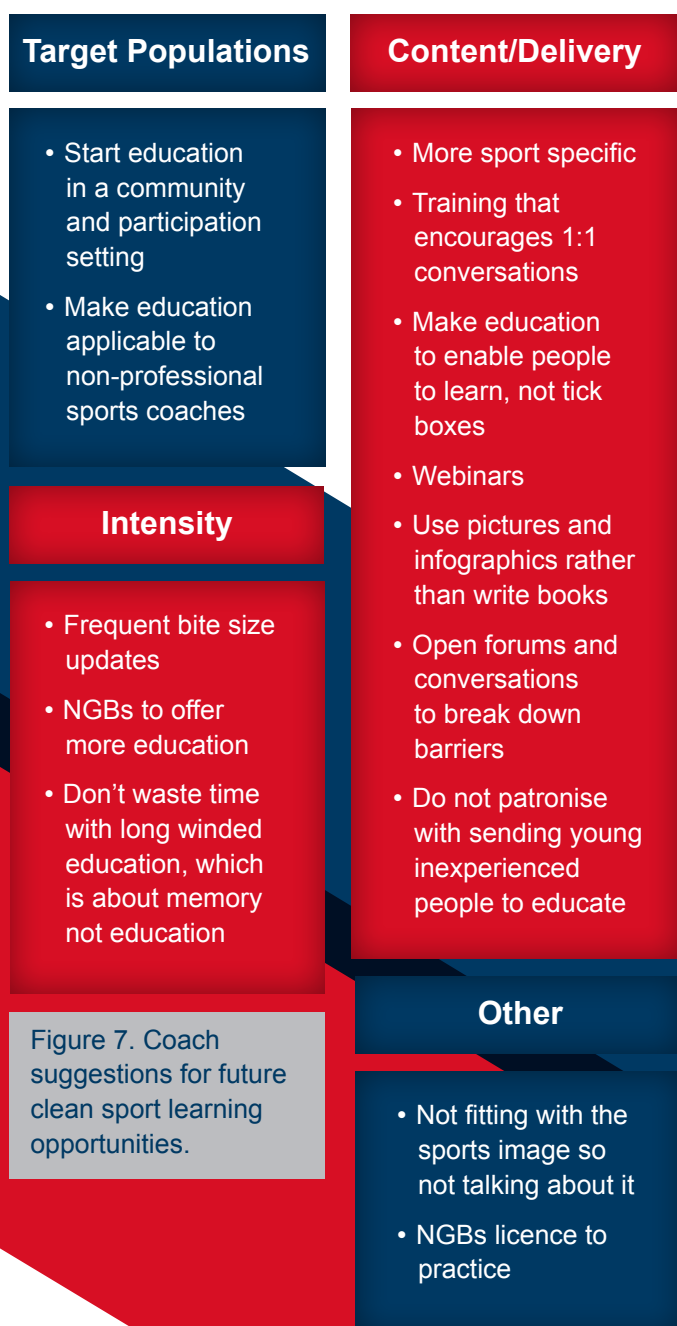 Target Populations
• Start education
in a community
and participation
setting
• Make education
applicable to
non-professional
sports coaches
Intensity
• Frequent bite size
updates
• NGBs to offer
more education
• Don’t waste time
with long winded
education, which
is about memory
not education
Figure 7. Coach
suggestions for future
clean sport learning
opportunities.
Content/Delivery
• More sport specific
• Training that
encourages 1:1
conversations
• Make education
to enable people
to learn, not tick
boxes
• Webinars
• Use pictures and
infographics rather
than write books
• Open forums and
conversations
to break down
barriers
• Do not patronise
with sending young
inexperienced
people to educate
Other
• Not fitting with the
sports image so
not talking about it
• NGBs licence to
practice